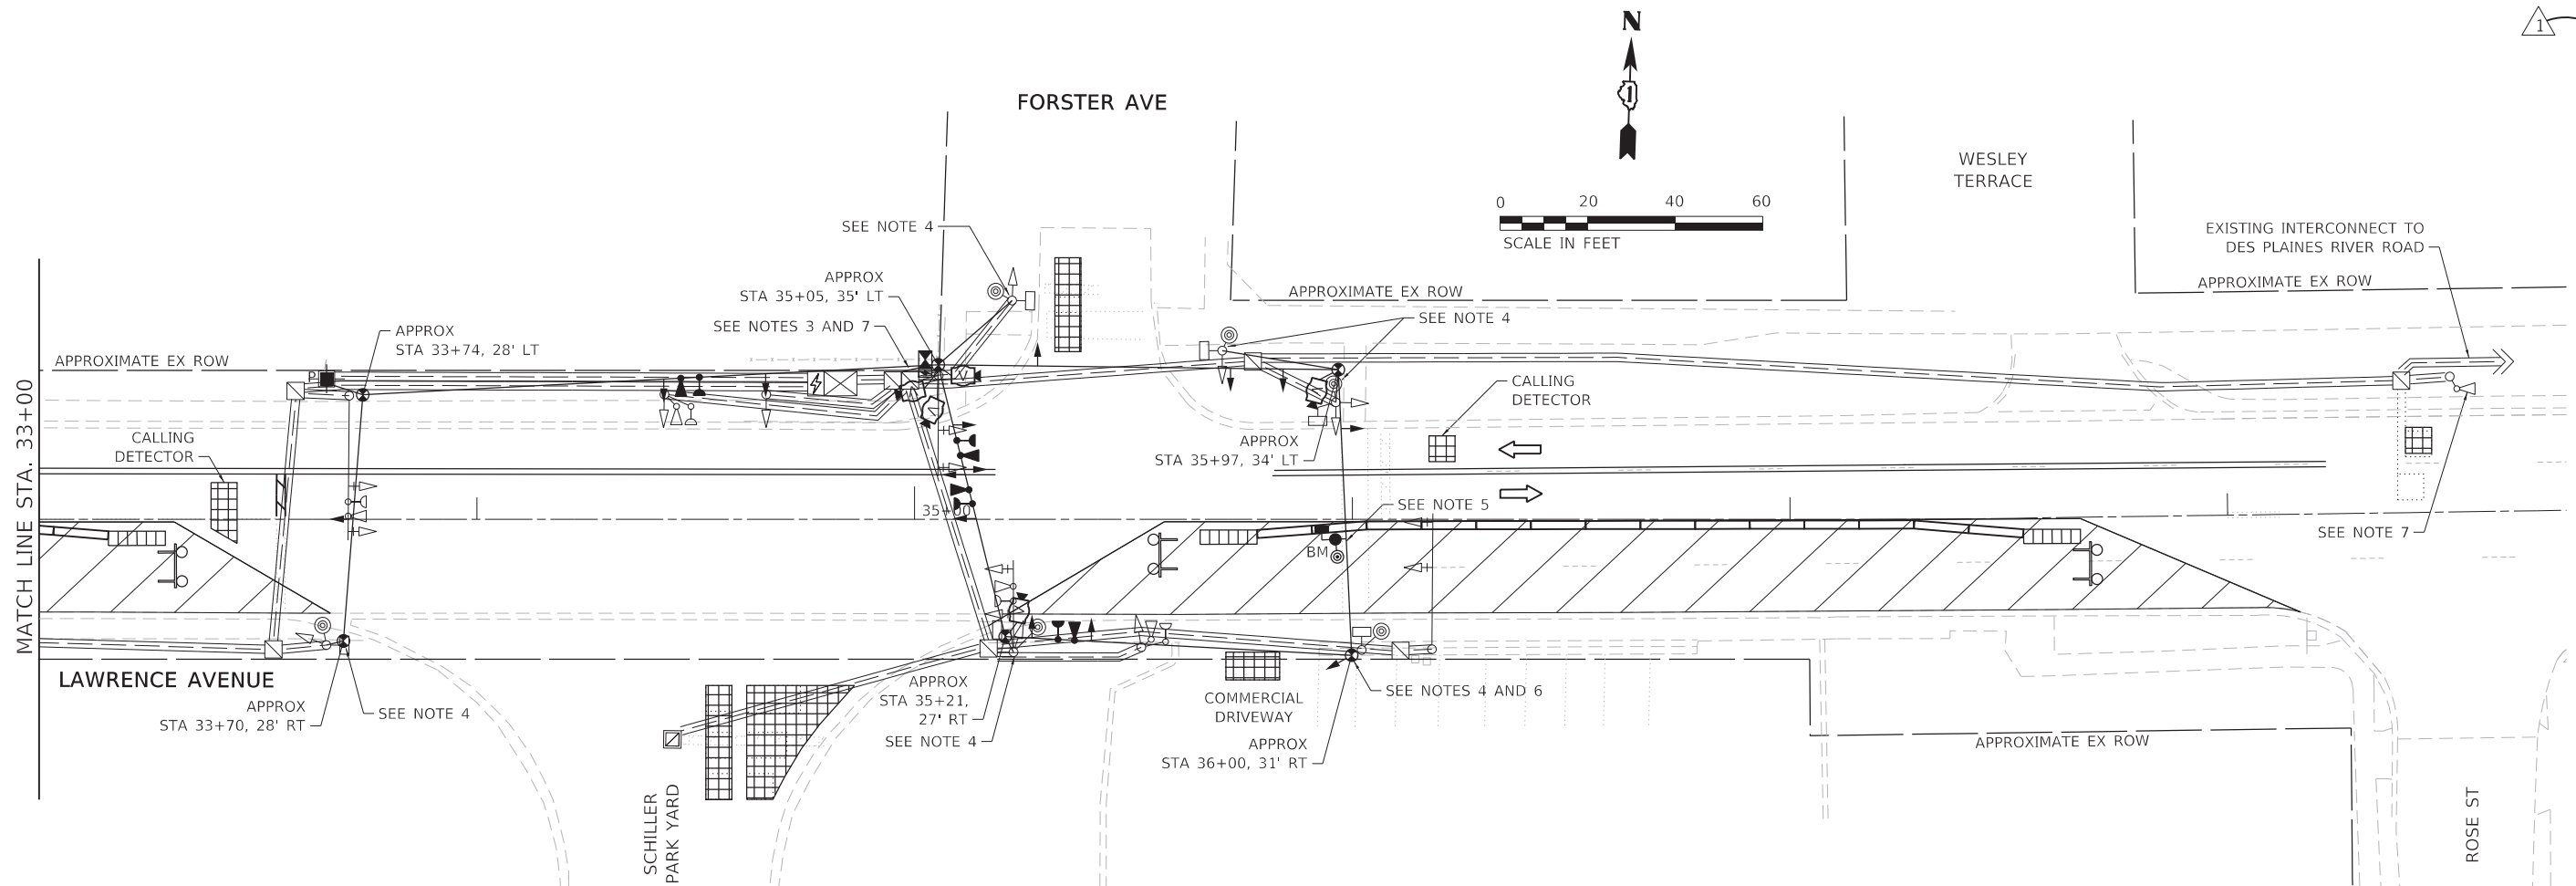 N
1
1
FORSTER AVE
WESLEY
TERRACE
0 20 40 60
SCALE IN FEET
SEE NOTE 4
EXISTING INTERCONNECT TO
DES PLAINES RIVER ROAD
APPROX
STA 35+05, 35' LT
SEE NOTES 3 AND 7
APPROXIMATE EX ROW
APPROXIMATE EX ROW
SEE NOTE 4
APPROX
STA 33+74, 28' LT
APPROXIMATE EX ROW
P
CALLING
DETECTOR
CALLING
DETECTOR
APPROX
STA 35+97, 34' LT
MATCH LINE STA. 33+00
35+00
SEE NOTE 5
SEE NOTE 7
BM
LAWRENCE AVENUE
APPROX
STA 33+70, 28' RT
SEE NOTE 4
APPROX
STA 35+21,
27' RT
SEE NOTE 4
COMMERCIAL
DRIVEWAY
SEE NOTES 4 AND 6
APPROX
STA 36+00, 31' RT
APPROXIMATE EX ROW
SCHILLER
PARK YARD
ROSE ST